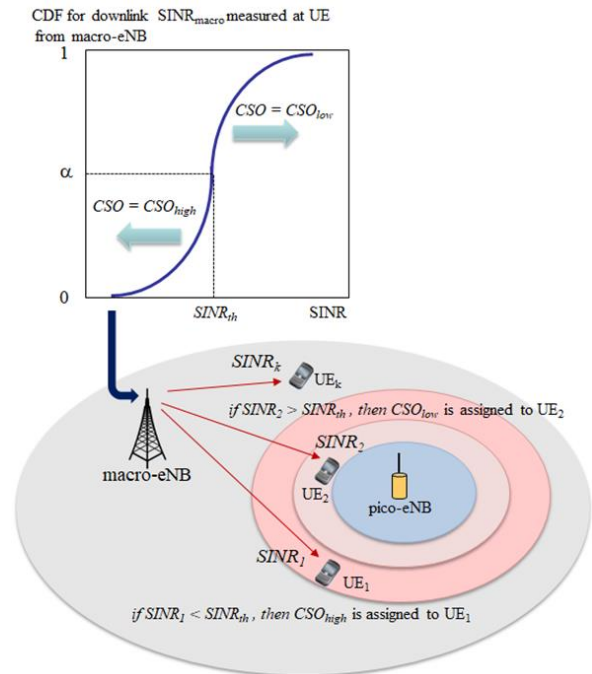 CDF for downlink SINRmacro measured at UE
from macro-eNB
1
CSO = CSOlow
α
CSO = CSOhigh
0
SINRth
SINR
SINRk
UEk
if SINR2 > SINRth, then CSOlow is assigned to UE2
SINR2
macro-eNB
UE2
pico-eNB
SINR1
UE1
if SINR1 < SINRth, then CSOhigh is assigned to UE1